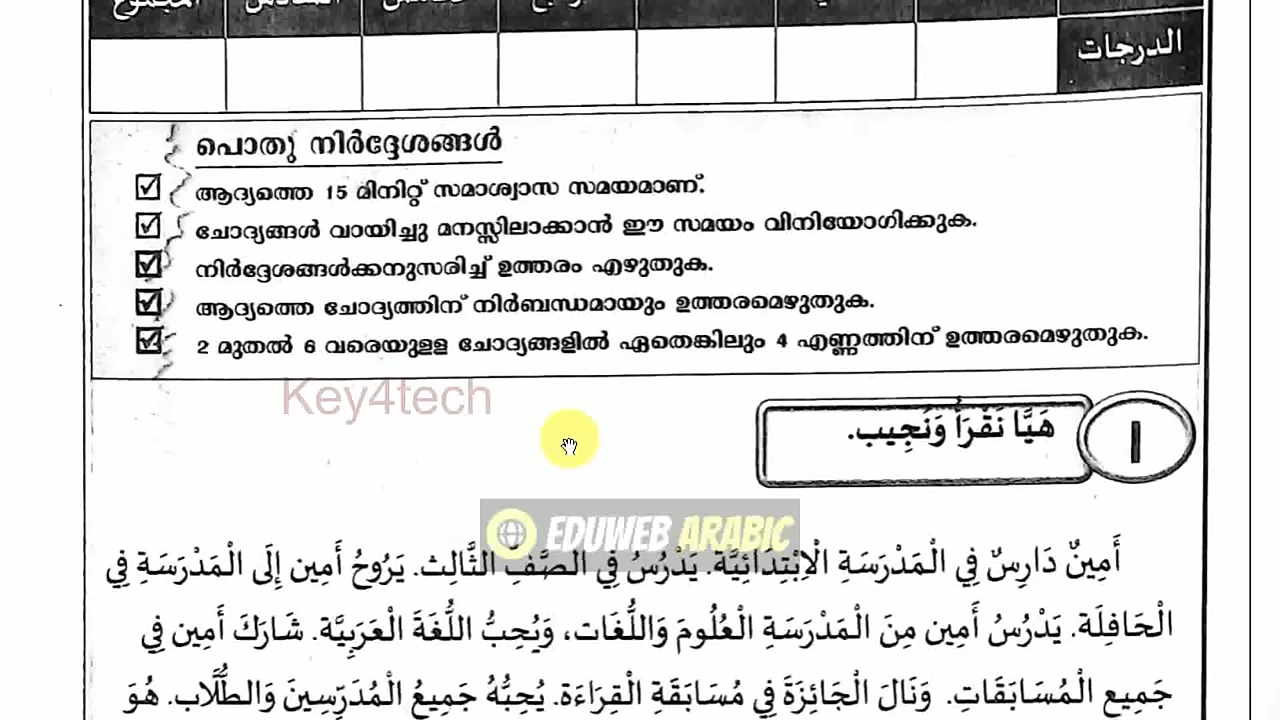 الدرجات
പൊതു നിർദ്ദേശങ്ങൾ
ആദ്യത്തെ 15 മിനിറ്റ് സമാശ്വാസ സമയമാണ്.
ചോദ്യങ്ങൾ വായിച്ചു മനസ്സിലാക്കാൻ ഈ സമയം വിനിയോഗിക്കുക.
നിർദ്ദേശങ്ങൾക്കനുസരിച്ച് ഉത്തരം എഴുതുക.
ആദ്യത്തെ ചോദ്യത്തിന് നിർബന്ധമായും ഉത്തരമെഴുതുക.
2 മുതൽ 6 വരെയുളള ചോദ്യങ്ങളിൽ ഏതെങ്കിലും 4 എണ്ണത്തിന് ഉത്തരമെഴുതുക.
Key4tech
١ هَيَّا نَقْرَأْ وَنُجِيب.
EDUWEB ARABIC
أَمِينٌ دَارِسٌ فِي الْمَدْرَسَةِ الْاِبْتِدَائِيَّة. يَدْرُسُ فِي الصَّفِّ الثَّالِث. يَرُوحُ أَمِين إِلَى الْمَدْرَسَةِ فِي
الْحَافِلَة. يَدْرُسُ أَمِين مِنَ الْمَدْرَسَةِ الْعُلُومَ وَاللُّغَات، وَيُحِبُّ اللُّغَةَ الْعَرَبِيَّة. شَارَكَ أَمِين فِي
جَمِيع الْمُسَابَقَاتِ. وَنَالَ الْجَائِزَةَ فِي مُسَابَقَةِ الْقِرَاءَة. يُحِبُّهُ جَمِيعُ الْمُدَرِّسِينَ وَالطُّلَّاب. هُوَ